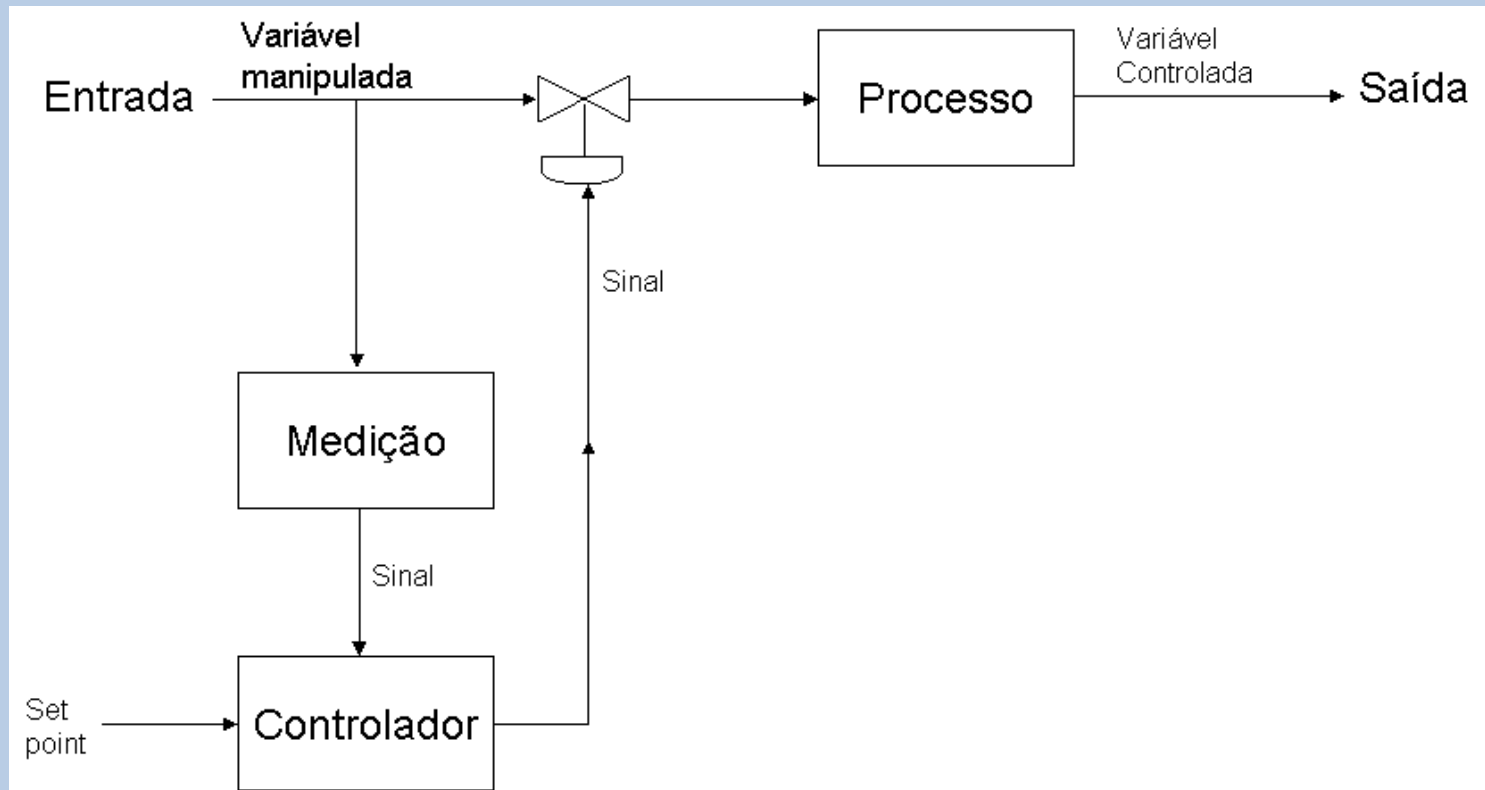 Variável
manipulada
Entrada
Processo
Variável
Controlada
Saída
Sinal
Medição
Sinal
Set
point
Controlador